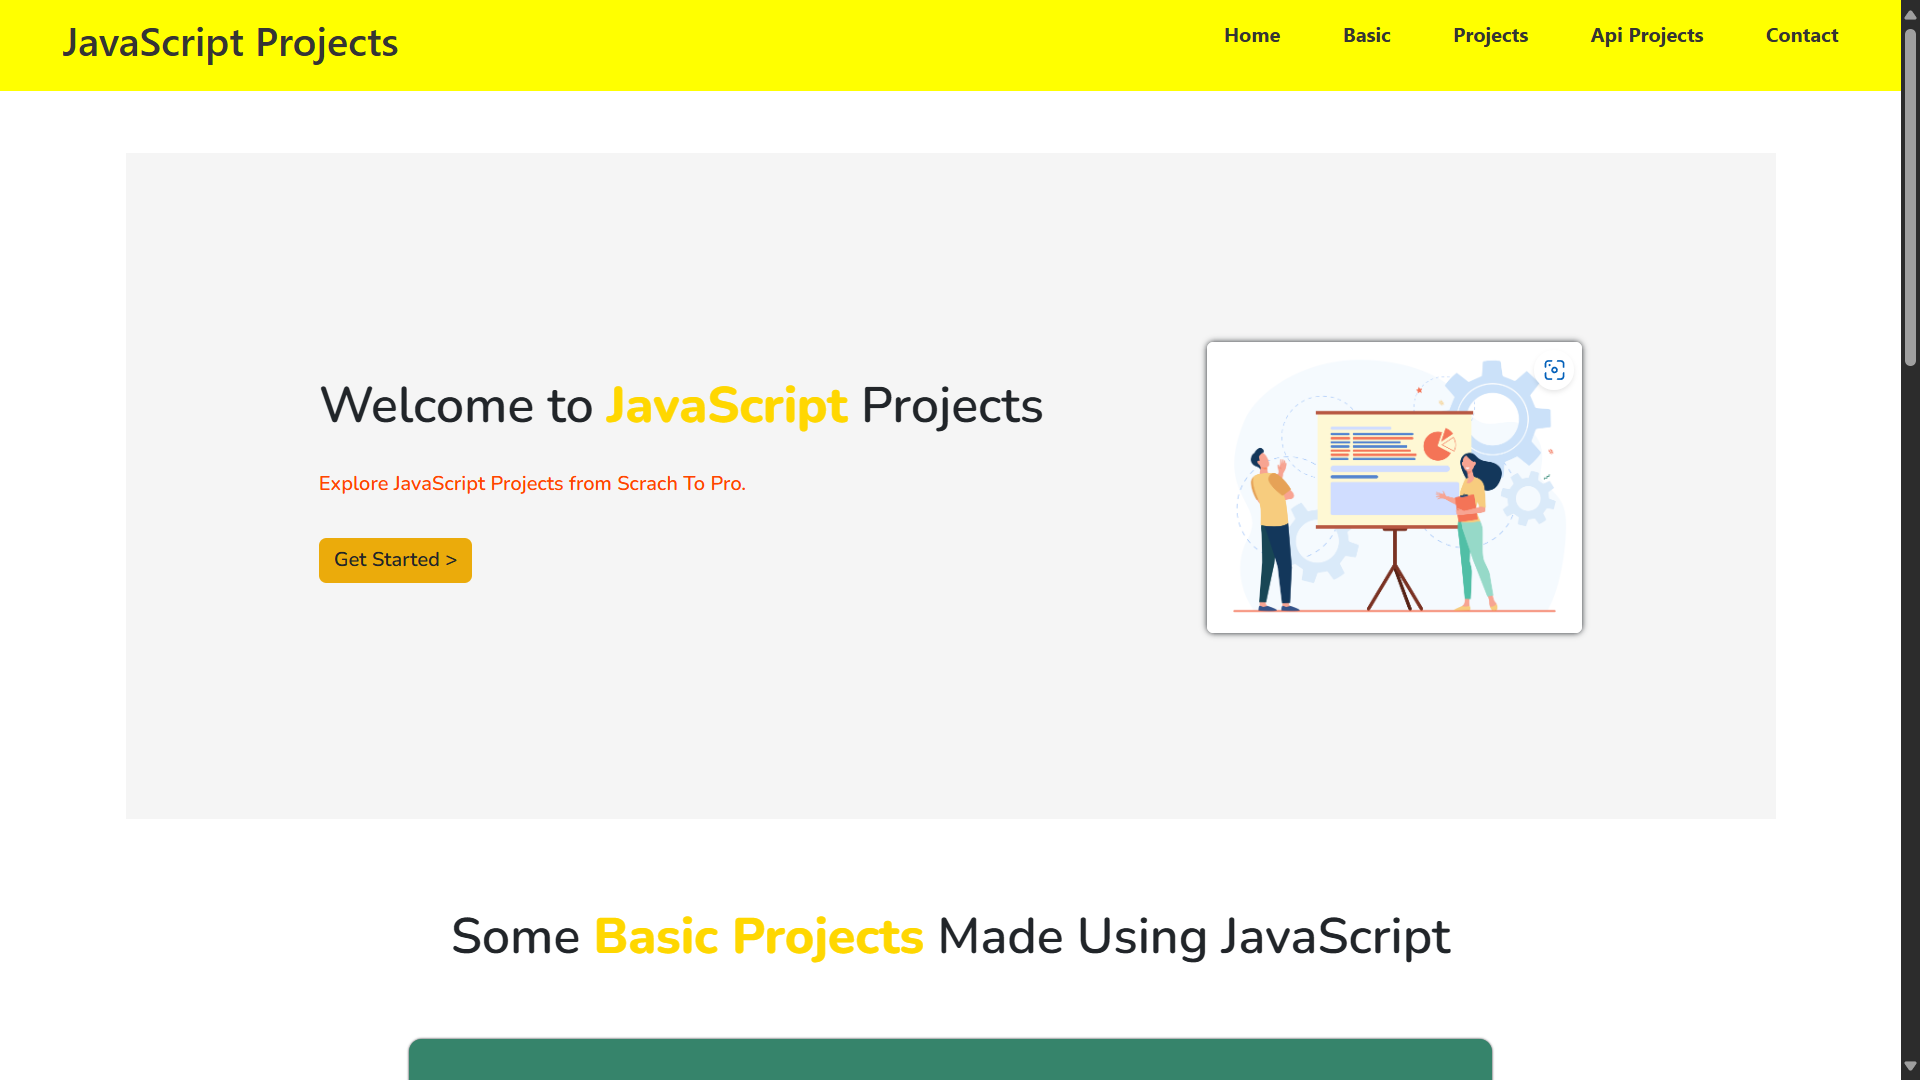 JavaScript Projects
Home Basic Projects Api Projects Contact
Welcome to JavaScript Projects
Explore JavaScript Projects from Scrach To Pro.
Get Started >
Some Basic Projects Made Using JavaScript